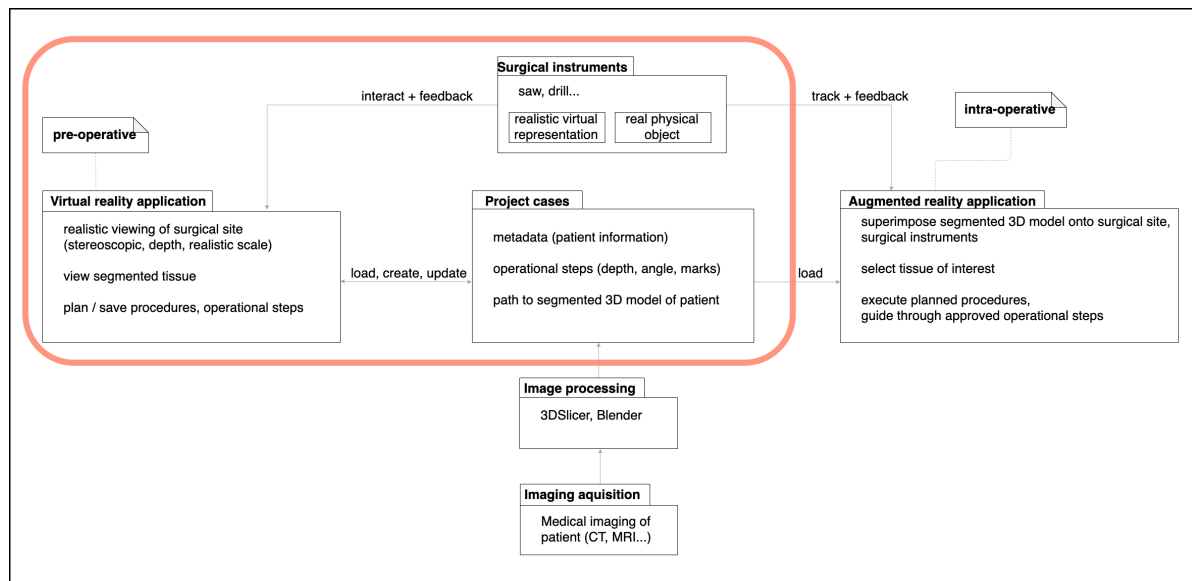 Surgical instruments
saw, drill...
realistic virtual
representation
real physical
object
interact + feedback
track + feedback
pre-operative
intra-operative
Virtual reality application
realistic viewing of surgical site
(stereoscopic, depth, realistic scale)
view segmented tissue
plan / save procedures, operational steps
load, create, update
Project cases
metadata (patient information)
operational steps (depth, angle, marks)
path to segmented 3D model of patient
load
Augmented reality application
superimpose segmented 3D model onto surgical site,
surgical instruments
select tissue of interest
execute planned procedures,
guide through approved operational steps
Image processing
3DSlicer, Blender
Imaging aquisition
Medical imaging of
patient (CT, MRI...)